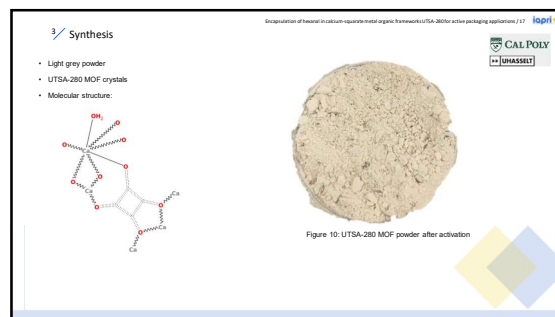 Encapsulation of hexanal in calcium-squarate metal organic frameworks UTSA-280 for active packaging applications / 17
iapri
3/ Synthesis
CAL POLY
UHASSELT
• Light grey powder
• UTSA-280 MOF crystals
• Molecular structure:
OH2
O
O
O
Ca
O
O
O
Ca
O
Ca
O
O
Ca
Ca
Figure 10: UTSA-280 MOF powder after activation